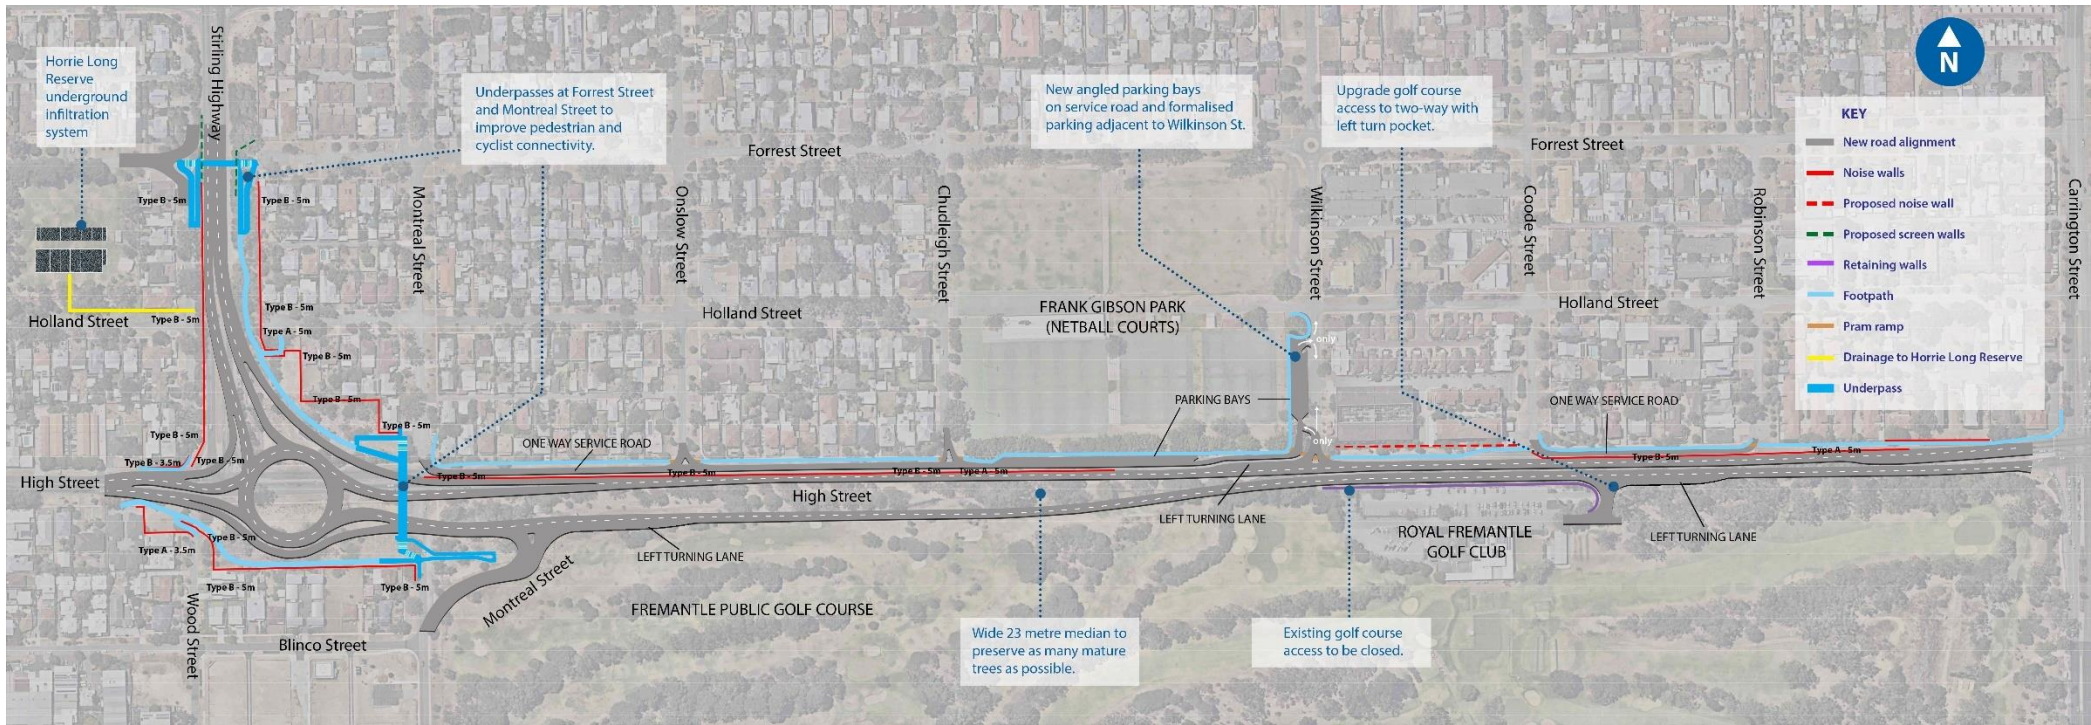 Horrie Long
Reserve
underground
infiltration
system
Stirling Highway
Underpasses at Forrest Street
and Montreal Street to
improve pedestrian and
cyclist connectivity.
New angled parking bays
on service road and formalised
parking adjacent to Wilkinson St.
Upgrade golf course
access to two-way with
left turn pocket.
N
KEY
New road alignment
Noise walls
Proposed noise wall
Proposed screen walls
Retaining walls
Footpath
Pram ramp
Drainage to Horrie Long Reserve
Underpass
Forrest Street
Forrest Street
Montreal Street
Onslow Street
Chudleigh Street
Wilkinson Street
Coode Street
Robinson Street
Carrington Street
Type B - 5m
Type B - 5m
Holland Street
Type B - 5m
Type B - 5m
Type A - 5m
Type B - 5m
Holland Street
FRANK GIBSON PARK
(NETBALL COURTS)
Holland Street
only
Type B - 5m
PARKING BAYS
ONE WAY SERVICE ROAD
Type B - 5m
Type B - 5m
only
ONE WAY SERVICE ROAD
Type B - 3.5m
Type B - 5m
Type B - 5m
Type B - 5m
Type B - 5m
Type A - 5m
Type B - 5m
Type A - 5m
High Street
High Street
LEFT TURNING LANE
Type A - 3.5m
Type B - 5m
LEFT TURNING LANE
ROYAL FREMANTLE
GOLF CLUB
LEFT TURNING LANE
Type B - 5m
Type B - 5m
Montreal Street
FREMANTLE PUBLIC GOLF COURSE
Wood Street
Blinco Street
Wide 23 metre median to
preserve as many mature
trees as possible.
Existing golf course
access to be closed.